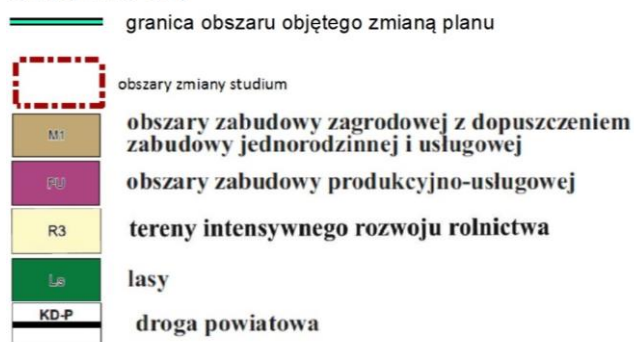 granica obszaru objętego zmianą planu
obszary zmiany studium
M1 obszary zabudowy zagrodowej z dopuszczeniem
zabudowy jednorodzinnej i usługowej
PU obszary zabudowy produkcyjno-usługowej
R3 tereny intensywnego rozwoju rolnictwa
Ls lasy
KD-P droga powiatowa